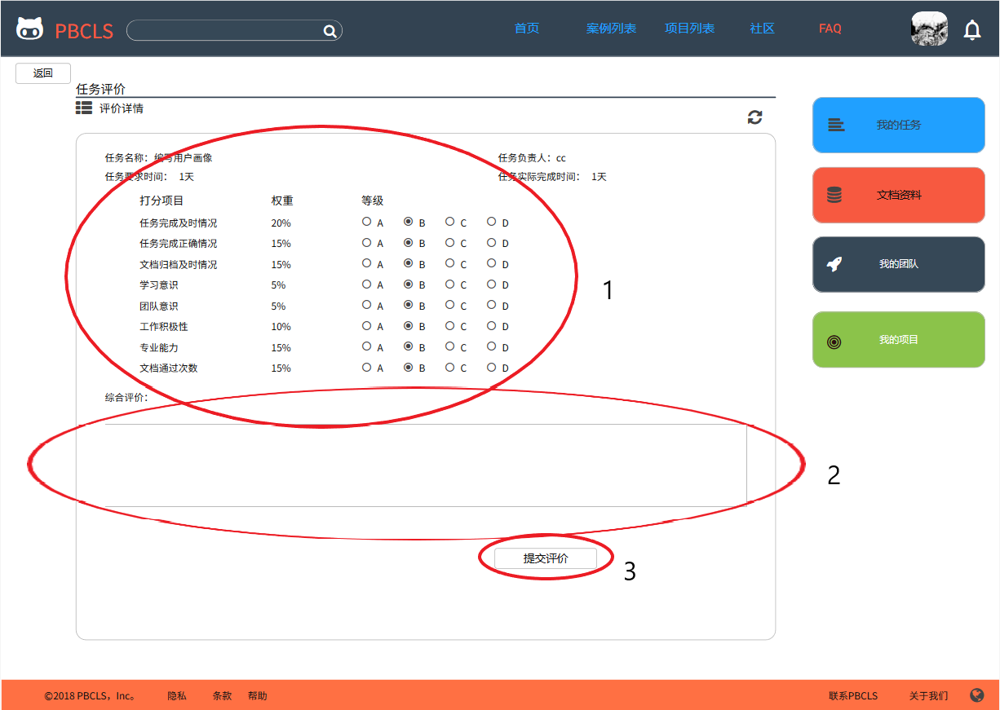 PBCLS 首页 案例列表 项目列表 社区 FAQ
返回
任务评价
评价详情
任务名称：编写用户画像 任务负责人：cc
任务要求时间： 1天 任务实际完成时间： 1天
打分项目 权重 等级
任务完成及时情况 20% A B C D
任务完成正确情况 15% A B C D
文档归档及时情况 15% A B C D
学习意识 5% A B C D
团队意识 5% A B C D
工作积极性 10% A B C D
专业能力 15% A B C D
文档通过次数 15% A B C D
1
综合评价：
2
提交评价
3
我的任务
文档资料
我的团队
我的项目
©2018 PBCLS，Inc。 隐私 条款 帮助 联系PBCLS 关于我们